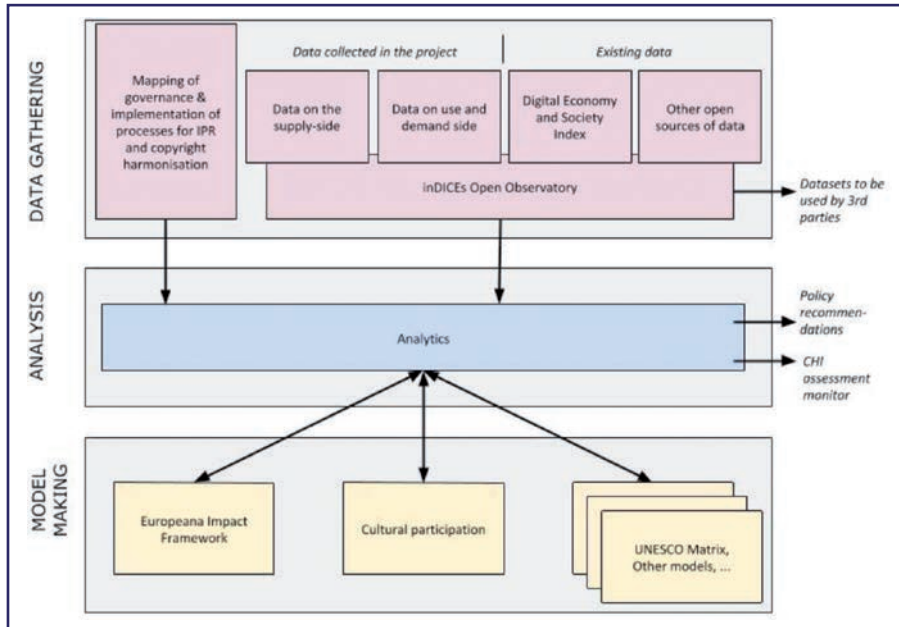 DATA GATHERING
Mapping of
governance &
implementation of
processes for IPR
and copyright
harmonisation
Data collected in the project
Existing data
Data on the
supply-side
Data on use and
demand side
Digital Economy
and Society
Index
Other open
sources of data
inDICEs Open Observatory
Datasets to be
used by 3rd
parties
ANALYSIS
Analytics
Policy
recommen-
dations
CHI
assessment
monitor
MODEL
MAKING
Europeana Impact
Framework
Cultural participation
UNESCO Matrix,
Other models, ...